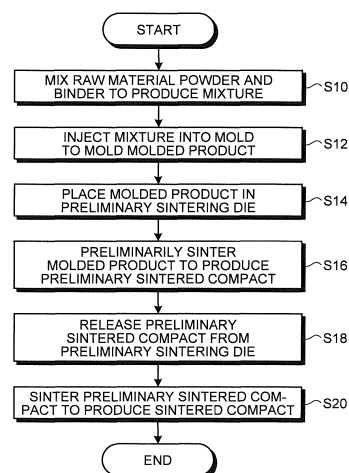 START
MIX RAW MATERIAL POWDER AND
BINDER TO PRODUCE MIXTURE
S10
INJECT MIXTURE INTO MOLD
TO MOLD MOLDED PRODUCT
S12
PLACE MOLDED PRODUCT IN
PRELIMINARY SINTERING DIE
S14
PRELIMINARILY SINTER
MOLDED PRODUCT TO PRODUCE
PRELIMINARY SINTERED COMPACT
S16
RELEASE PRELIMINARY
SINTERED COMPACT FROM
PRELIMINARY SINTERING DIE
S18
SINTER PRELIMINARY SINTERED COM-
PACT TO PRODUCE SINTERED COMPACT
S20
END